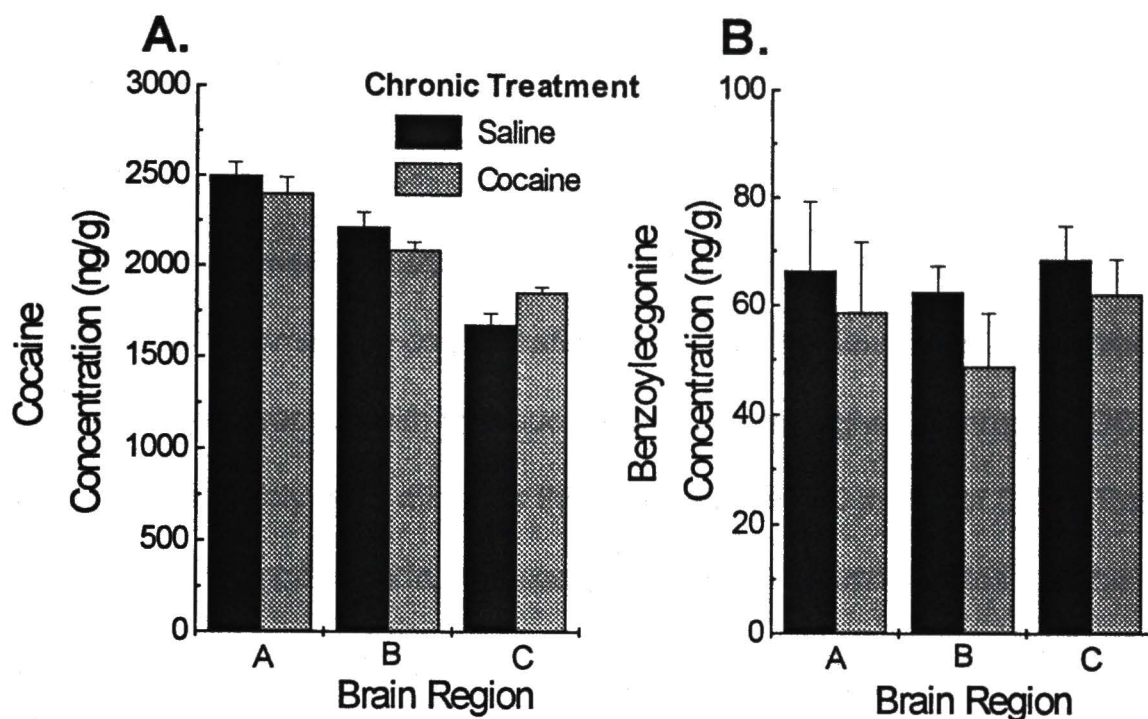 A.
Chronic Treatment
Saline
Cocaine
Cocaine
Concentration (ng/g)
3000
2500
2000
1500
1000
500
0
A B C
Brain Region
B.
Benzoylecgonine
Concentration (ng/g)
100
80
60
40
20
0
A B C
Brain Region